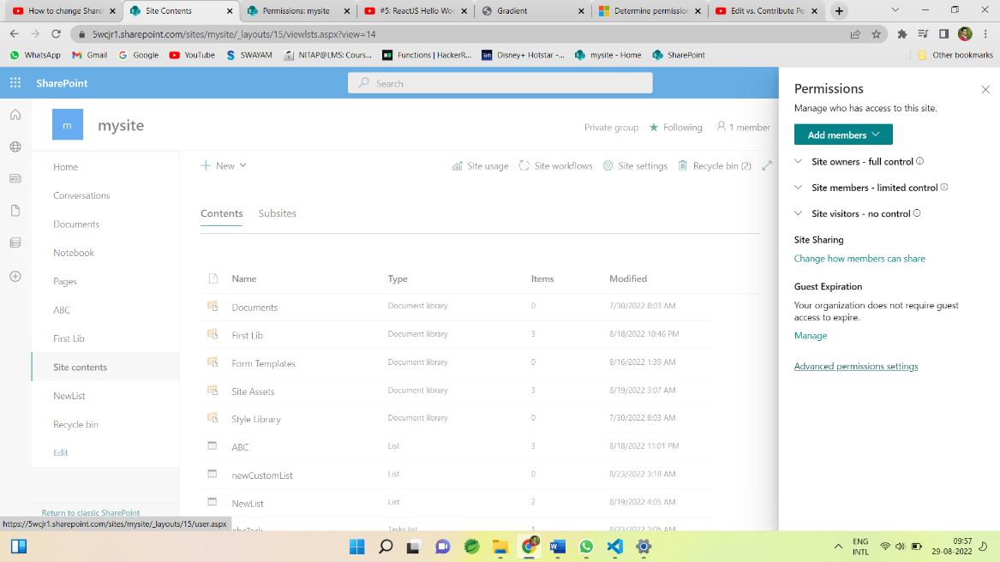 How to change Share
Site Contents
Permissions: mysite
#5: ReactJS Hello Wor
Gradient
Determine permission
Edit vs. Contribute Pe
5wcjr1.sharepoint.com/sites/mysite/_layouts/15/viewlsts.aspx?view=14
WhatsApp
Gmail
Google
YouTube
SWAYAM
NITAP@LMS: Cours...
Functions | HackerR...
Disney+ Hotstar -...
mysite - Home
SharePoint
Other bookmarks
SharePoint
Search
m
mysite
Private group
Following
1 member
Home
Conversations
Documents
Notebook
Pages
ABC
First Lib
Site contents
NewList
Recycle bin
Edit
Return to classic SharePoint
New
Site usage
Site workflows
Site settings
Recycle bin (2)
Contents
Subsites
Name Type Items Modified
Documents Document library 0 7/30/2022 8:03 AM
First Lib Document library 3 8/18/2022 10:46 PM
Form Templates Document library 0 8/16/2022 1:39 AM
Site Assets Document library 3 8/19/2022 3:07 AM
Style Library Document library 0 7/30/2022 8:03 AM
ABC List 3 8/18/2022 11:01 PM
newCustomList List 0 8/23/2022 3:18 AM
NewList List 2 8/19/2022 4:05 AM
abcTask Tasks list 1 8/23/2022 3:05 AM
Permissions
Manage who has access to this site.
Add members
Site owners - full control
Site members - limited control
Site visitors - no control
Site Sharing
Change how members can share
Guest Expiration
Your organization does not require guest
access to expire.
Manage
Advanced permissions settings
https://5wcjr1.sharepoint.com/sites/mysite/_layouts/15/user.aspx
ENG
INTL
09:57
29-08-2022